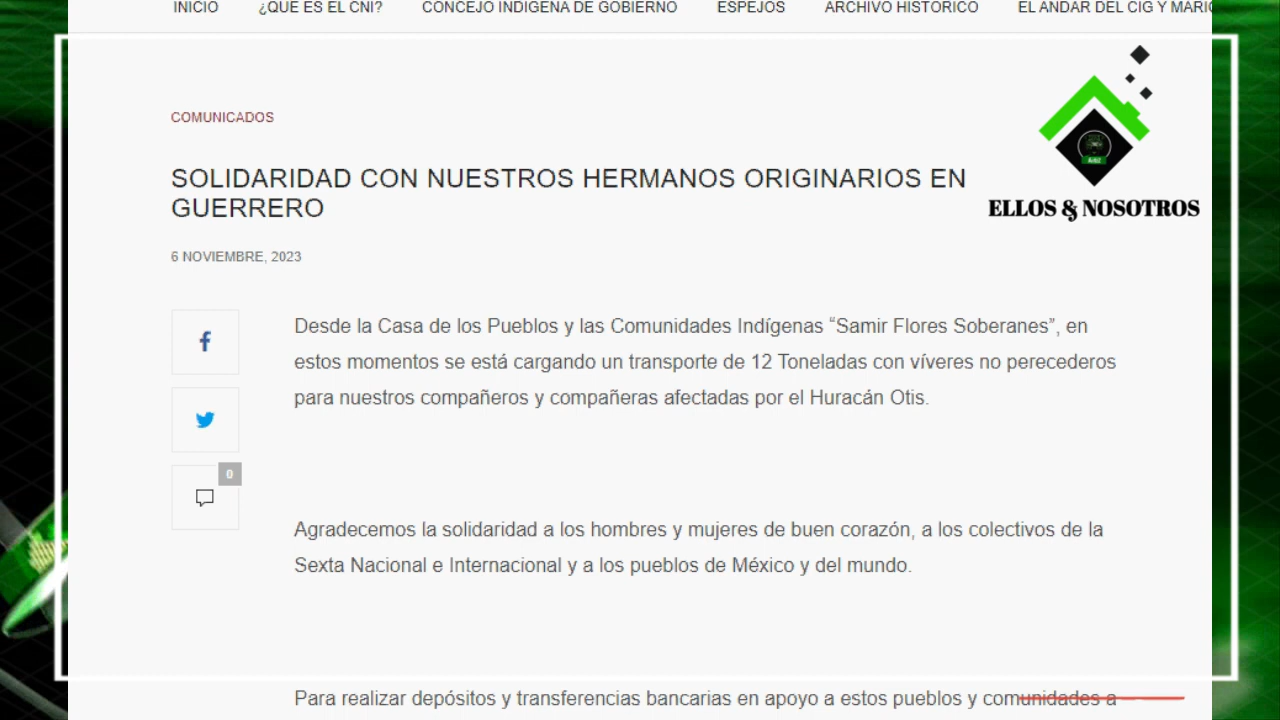 INICIO ¿QUÉ ES EL CNI? CONCEJO INDÍGENA DE GOBIERNO ESPEJOS ARCHIVO HISTÓRICO EL ANDAR DEL CIG Y
COMUNICADOS
SOLIDARIDAD CON NUESTROS HERMANOS ORIGINARIOS EN
GUERRERO
ELLOS & NOSOTROS
6 NOVIEMBRE, 2023
Desde la Casa de los Pueblos y las Comunidades Indígenas “Samir Flores Soberanes”, en
estos momentos se está cargando un transporte de 12 Toneladas con víveres no perecederos
para nuestros compañeros y compañeras afectadas por el Huracán Otis.
0
Agradecemos la solidaridad a los hombres y mujeres de buen corazón, a los colectivos de la
Sexta Nacional e Internacional y a los pueblos de México y del mundo.
Para realizar depósitos y transferencias bancarias en apoyo a estos pueblos y comunidades a